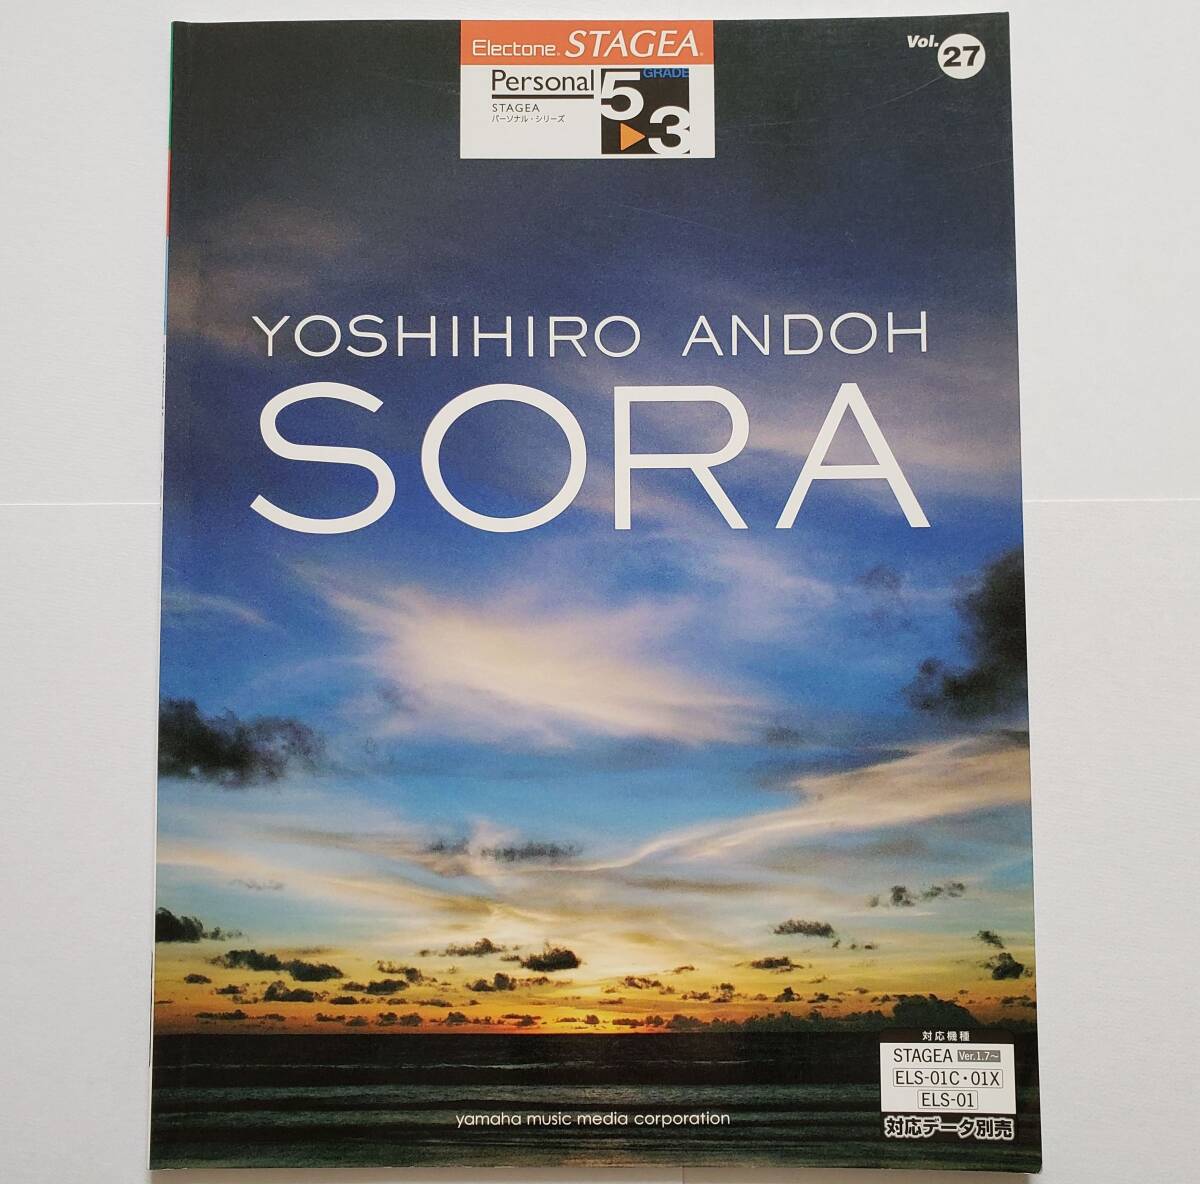 Electone® STAGEA®
Personal
STAGEA
パーソナル・シリーズ
GRADE
5▶3
Vol. 27
YOSHIHIRO ANDOH
SORA
対応機種
STAGEA Ver.1.7～
ELS-01C・01X
ELS-01
対応データ別売
yamaha music media corporation